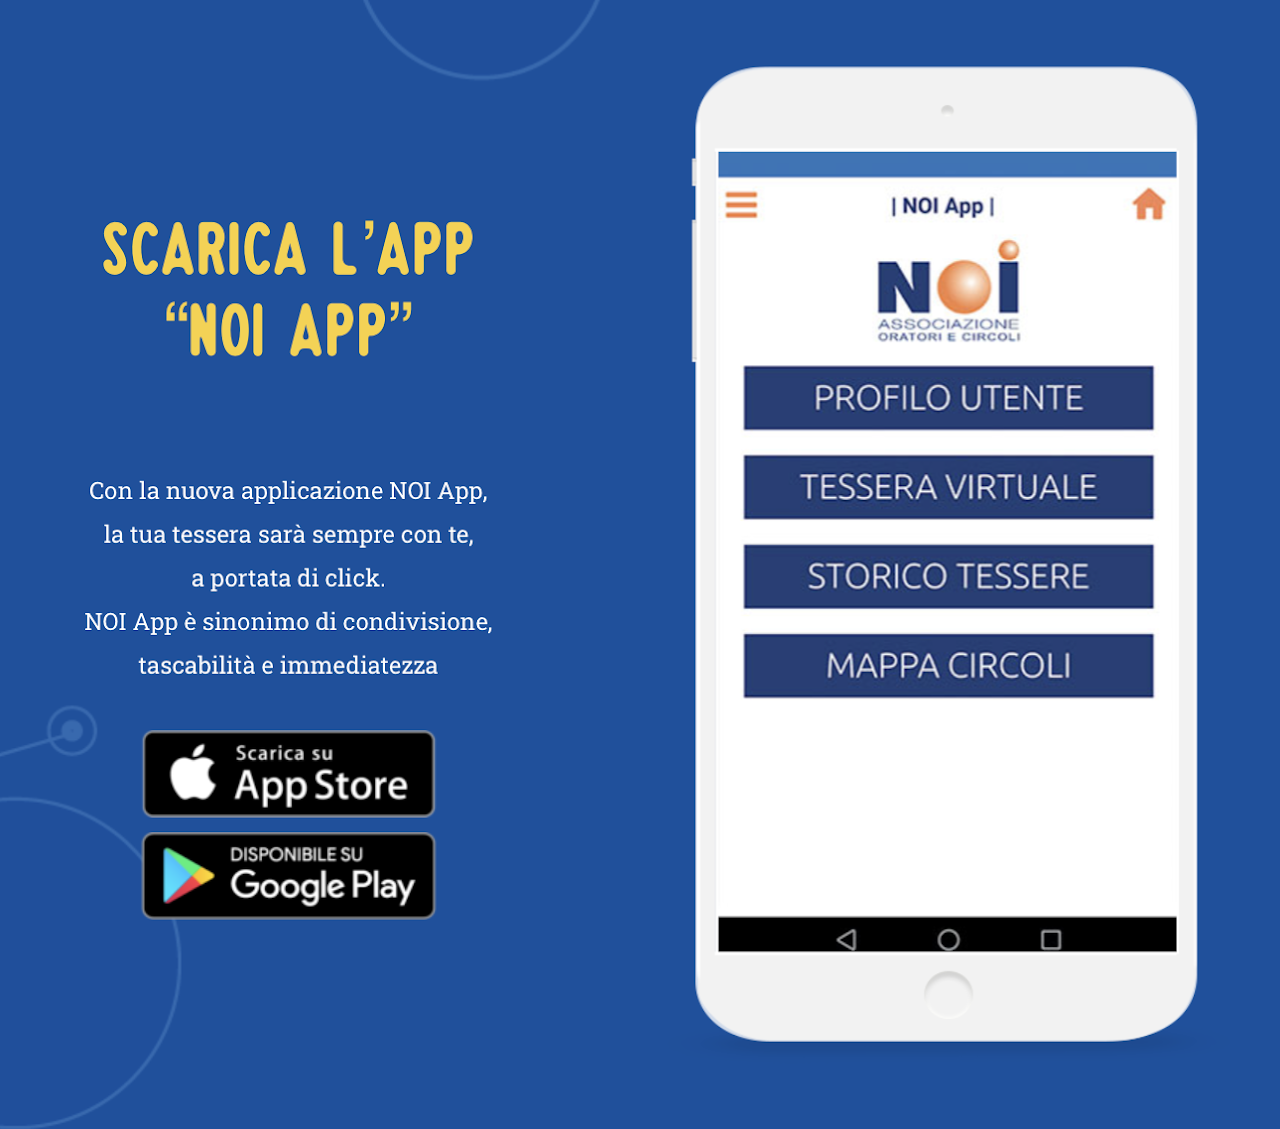 SCARICA L’APP
“NOI APP”
Con la nuova applicazione NOI App,
la tua tessera sarà sempre con te,
a portata di click.
NOI App è sinonimo di condivisione,
tascabilità e immediatezza
Scarica su
App Store
DISPONIBILE SU
Google Play
| NOI App |
NOi
ASSOCIAZIONE
ORATORI E CIRCOLI
PROFILO UTENTE
TESSERA VIRTUALE
STORICO TESSERE
MAPPA CIRCOLI